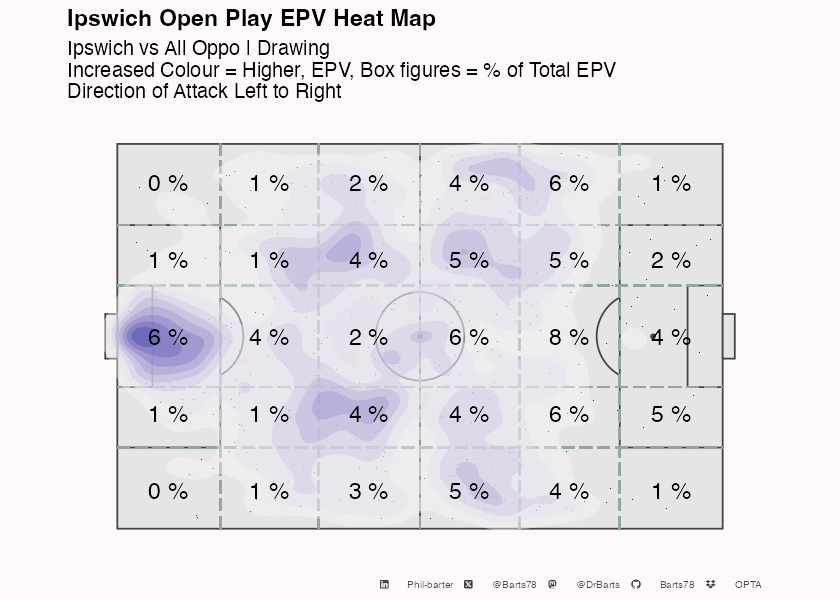 Ipswich Open Play EPV Heat Map
Ipswich vs All Oppo | Drawing
Increased Colour = Higher, EPV, Box figures = % of Total EPV
Direction of Attack Left to Right
0 % 1 % 2 % 4 % 6 % 1 %
1 % 1 % 4 % 5 % 5 % 2 %
6 % 4 % 2 % 6 % 8 % 4 %
1 % 1 % 4 % 4 % 6 % 5 %
0 % 1 % 3 % 5 % 4 % 1 %
Phil-barter @Barts78 @DrBarts Barts78 OPTA